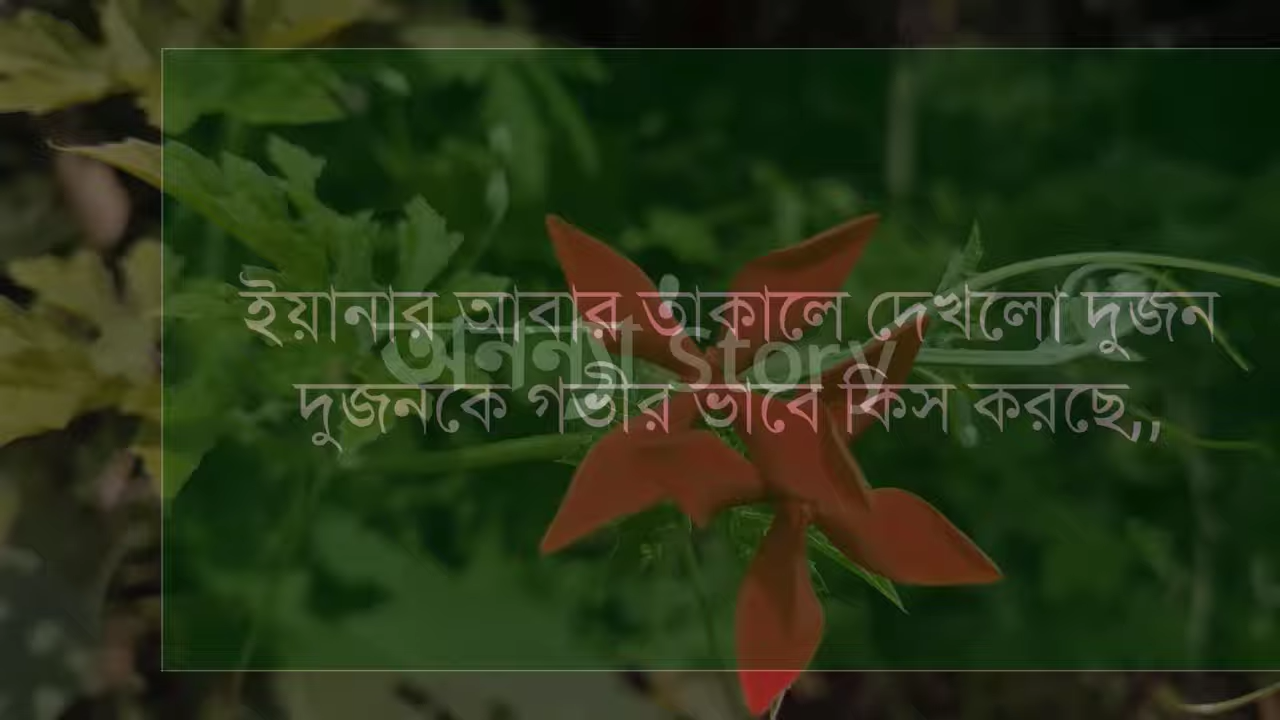 ইয়ানার আবার তাকালে দেখলো দুজন
অনন্যা Story
দুজনকে গভীর ভাবে কিস করছে,,